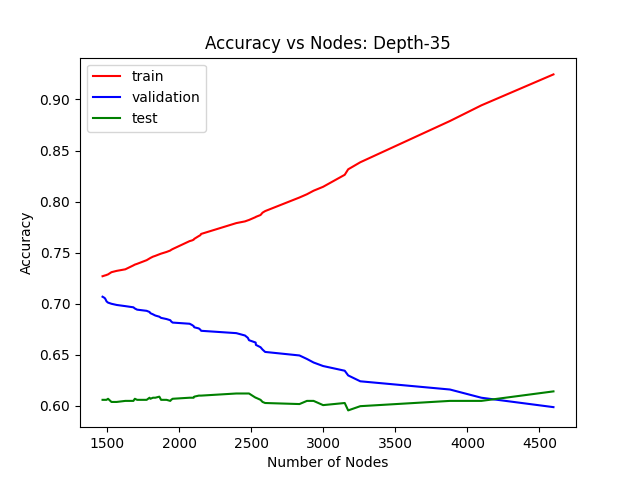 Accuracy vs Nodes: Depth-35
train
validation
test
0.90
0.85
0.80
0.75
0.70
0.65
0.60
Accuracy
1500 2000 2500 3000 3500 4000 4500
Number of Nodes